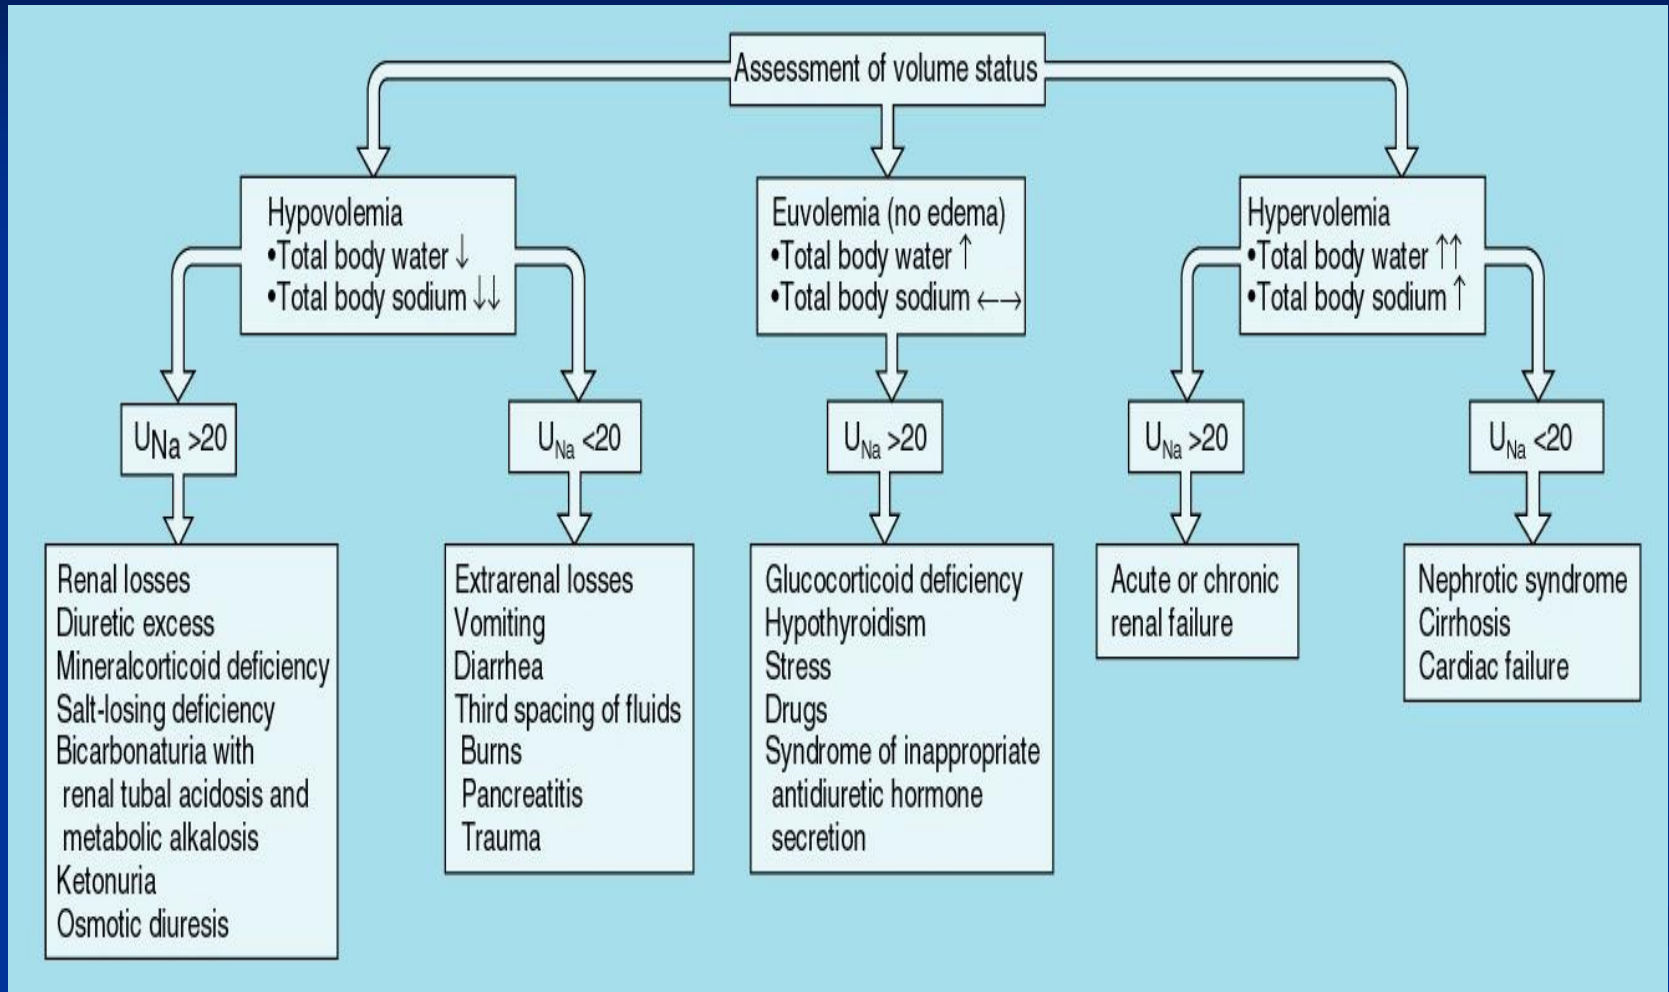 Assessment of volume status
Hypovolemia
•Total body water ↓
•Total body sodium ↓↓
Euvolemia (no edema)
•Total body water ↑
•Total body sodium ←→
Hypervolemia
•Total body water ↑↑
•Total body sodium ↑
UNa >20
UNa <20
UNa >20
UNa >20
UNa <20
Renal losses
Diuretic excess
Mineralcorticoid deficiency
Salt-losing deficiency
Bicarbonaturia with
renal tubal acidosis and
metabolic alkalosis
Ketonuria
Osmotic diuresis
Extrarenal losses
Vomiting
Diarrhea
Third spacing of fluids
Burns
Pancreatitis
Trauma
Glucocorticoid deficiency
Hypothyroidism
Stress
Drugs
Syndrome of inappropriate
antidiuretic hormone
secretion
Acute or chronic
renal failure
Nephrotic syndrome
Cirrhosis
Cardiac failure